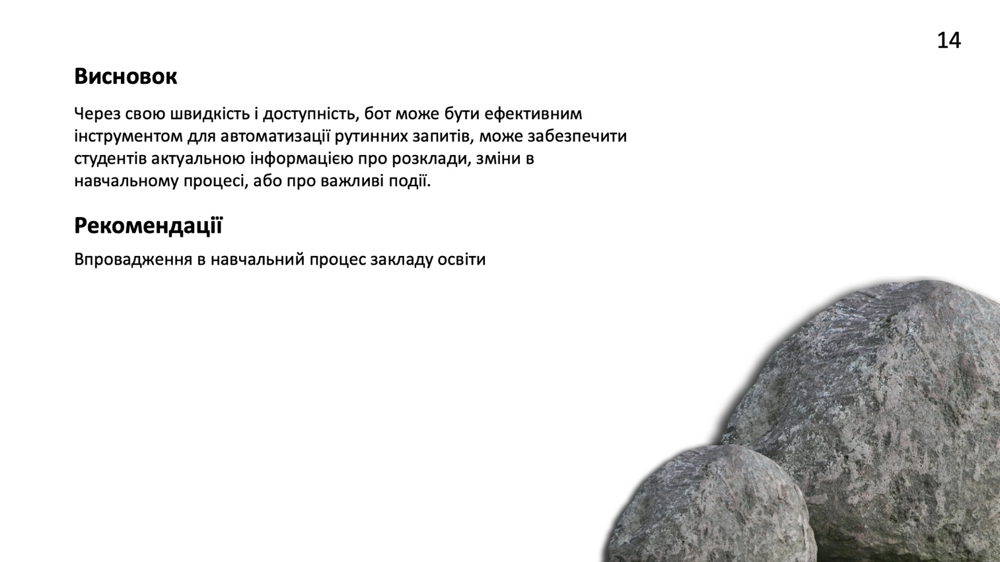 14
Висновок
Через свою швидкість і доступність, бот може бути ефективним
інструментом для автоматизації рутинних запитів, може забезпечити
студентів актуальною інформацією про розклади, зміни в
навчальному процесі, або про важливі події.
Рекомендації
Впровадження в навчальний процес закладу освіти